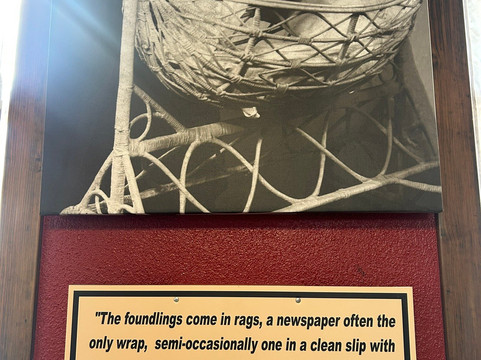 "The foundlings come in rags, a newspaper often the
only wrap, semi-occasionally one in a clean slip with